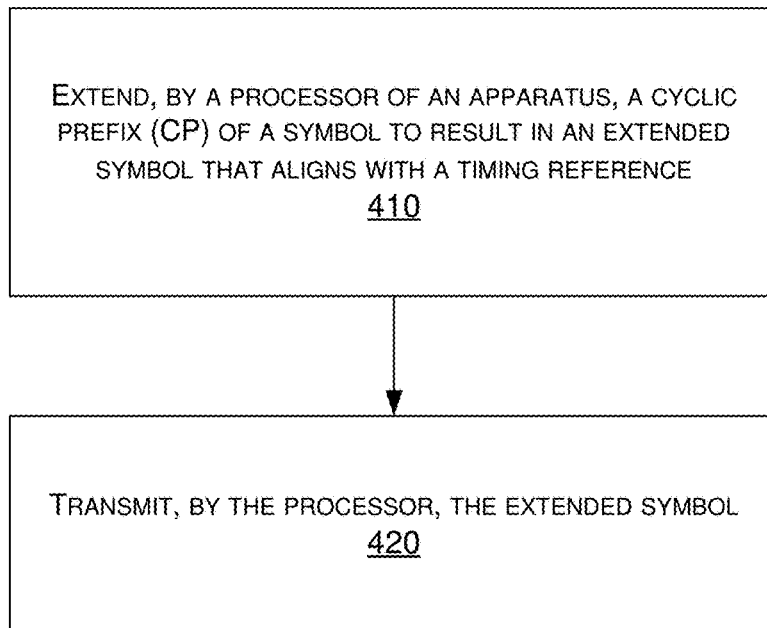 EXTEND, BY A PROCESSOR OF AN APPARATUS, A CYCLIC
PREFIX (CP) OF A SYMBOL TO RESULT IN AN EXTENDED
SYMBOL THAT ALIGNS WITH A TIMING REFERENCE
410
TRANSMIT, BY THE PROCESSOR, THE EXTENDED SYMBOL
420